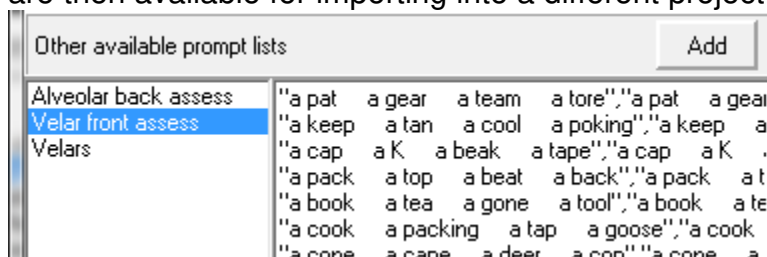 are then available for importing into a different project
Other available prompt lists Add
Alveolar back assess
Velar front assess
Velars
"a pat a gear a team a tore","a pat a gear
"a keep a tan a cool a poking","a keep a
"a cap a K a beak a tape","a cap a K
"a pack a top a beat a back","a pack a t
"a book a tea a gone a tool","a book a te
"a cook a packing a tap a goose","a cook
"a cone a cape a deer a cop","a cone a